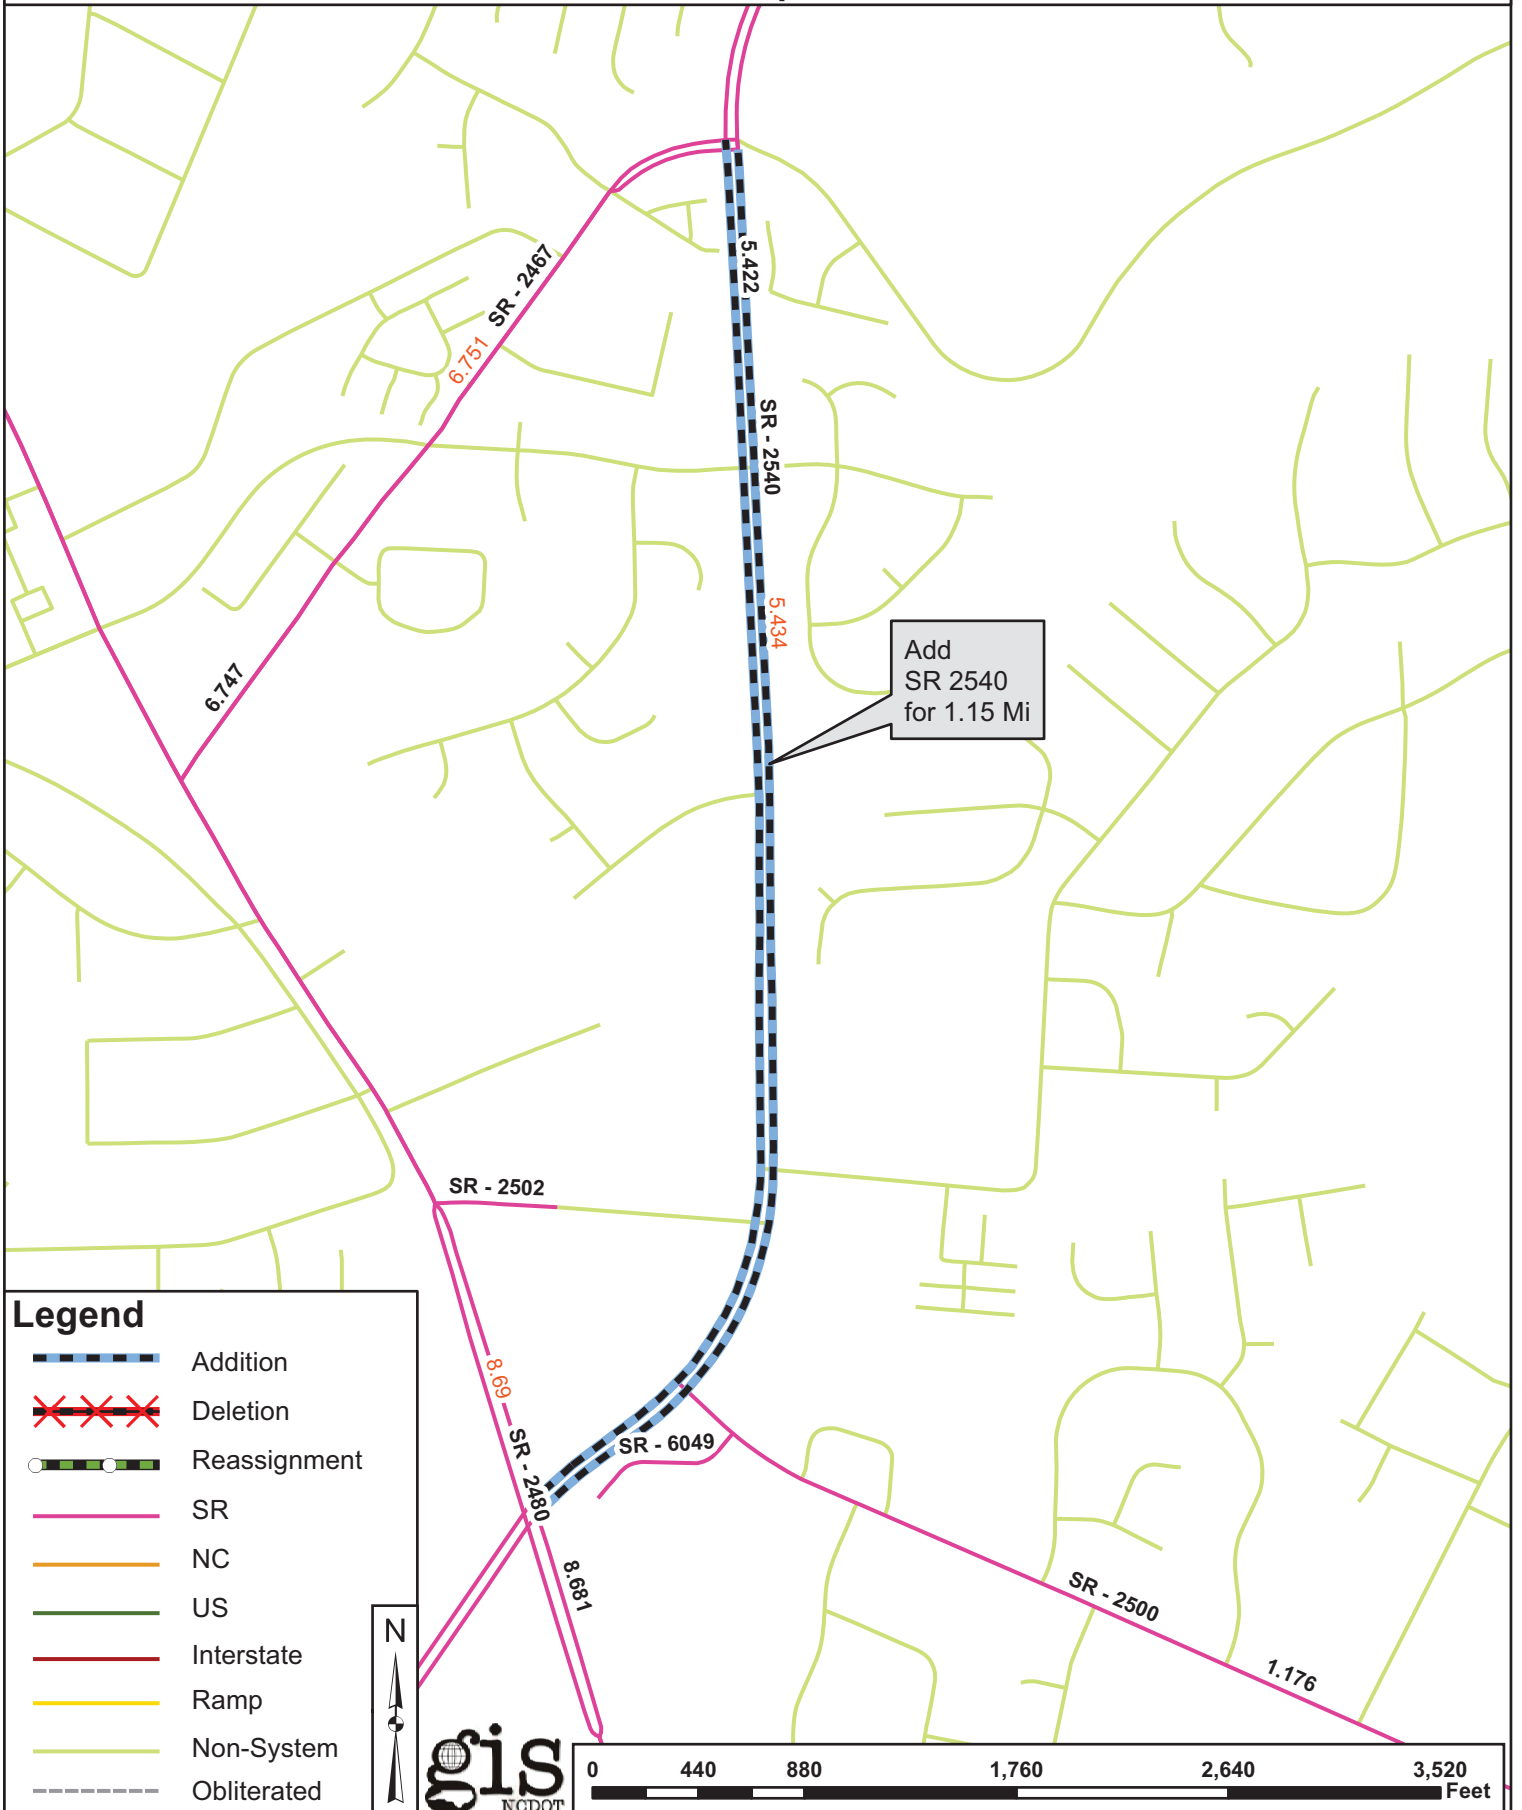 5.422
SR - 2467
6.751
SR - 2540
5.434
Add
SR 2540
for 1.15 Mi
6.747
SR - 2502
8.69
SR - 2480
SR - 6049
8.681
SR - 2500
1.176
Legend
Addition
Deletion
Reassignment
SR
NC
US
Interstate
Ramp
Non-System
Obliterated
N
gis
NCDOT
0 440 880 1,760 2,640 3,520
Feet